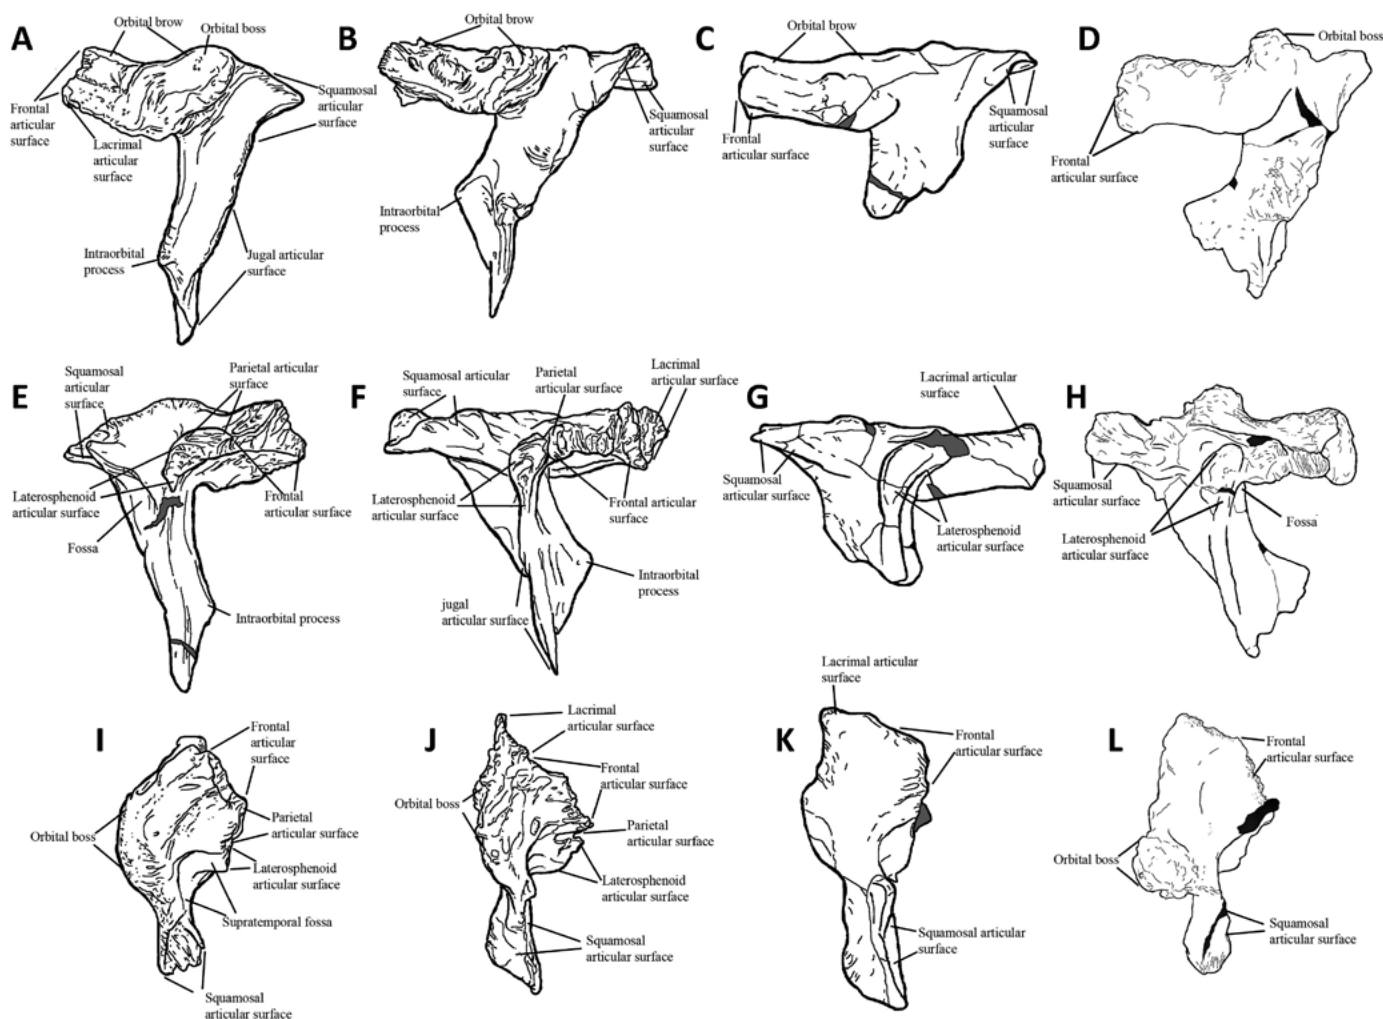 A
Orbital brow
Orbital boss
Frontal
articular
surface
Lacrimal
articular
surface
Squamosal
articular
surface
Intraorbital
process
Jugal articular
surface
B
Orbital brow
Squamosal
articular
surface
Intraorbital
process
C
Orbital brow
Frontal
articular surface
Squamosal
articular
surface
D
Orbital boss
Frontal
articular
surface
E
Squamosal
articular
surface
Parietal articular
surface
Laterosphenoid
articular surface
Frontal
articular surface
Fossa
Intraorbital process
F
Squamosal articular
surface
Parietal
articular surface
Lacrimal
articular surface
Laterosphenoid
articular surface
Frontal articular
surface
Intraorbital
process
jugal
articular surface
G
Lacrimal articular
surface
Squamosal
articular surface
Laterosphenoid
articular surface
H
Squamosal
articular surface
Laterosphenoid
articular surface
Fossa
I
Frontal
articular
surface
Orbital boss
Parietal
articular surface
Laterosphenoid
articular surface
Supratemporal fossa
Squamosal
articular surface
J
Lacrimal
articular surface
Frontal
articular surface
Orbital boss
Parietal
articular surface
Laterosphenoid
articular surface
Squamosal
articular surface
K
Lacrimal articular
surface
Frontal
articular surface
Squamosal articular
surface
L
Frontal
articular surface
Orbital boss
Squamosal
articular surface